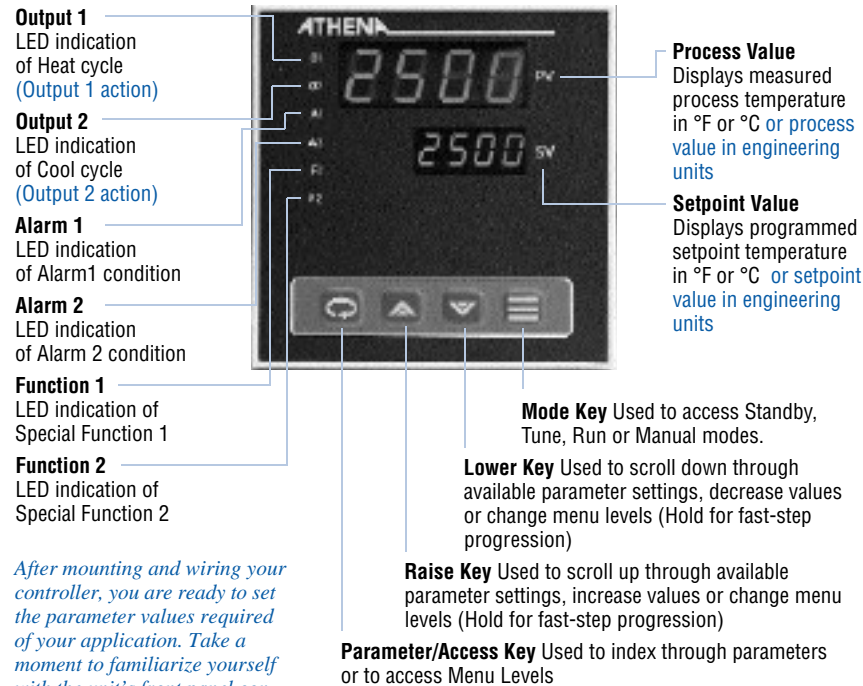 Output 1
LED indication
of Heat cycle
(Output 1 action)
Output 2
LED indication
of Cool cycle
(Output 2 action)
Alarm 1
LED indication
of Alarm1 condition
Alarm 2
LED indication
of Alarm 2 condition
Function 1
LED indication of
Special Function 1
Function 2
LED indication of
Special Function 2
After mounting and wiring your
controller, you are ready to set
the parameter values required
of your application. Take a
moment to familiarize yourself
with the unit's front panel con-
ATHENA
2500
PV
2500
SV
A1
F1
F2
Process Value
Displays measured
process temperature
in °F or °C or process
value in engineering
units
Setpoint Value
Displays programmed
setpoint temperature
in °F or °C or setpoint
value in engineering
units
Mode Key Used to access Standby,
Tune, Run or Manual modes.
Lower Key Used to scroll down through
available parameter settings, decrease values
or change menu levels (Hold for fast-step
progression)
Raise Key Used to scroll up through available
parameter settings, increase values or change menu
levels (Hold for fast-step progression)
Parameter/Access Key Used to index through parameters
or to access Menu Levels